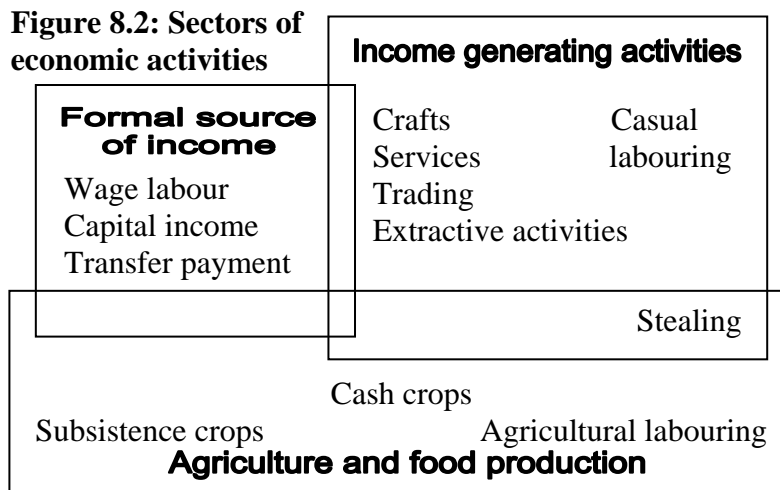 Figure 8.2: Sectors of
economic activities
Income generating activities
Formal source
of income
Wage labour
Capital income
Transfer payment
Crafts
Services
Trading
Extractive activities
Casual
labouring
Stealing
Cash crops
Subsistence crops
Agricultural labouring
Agriculture and food production